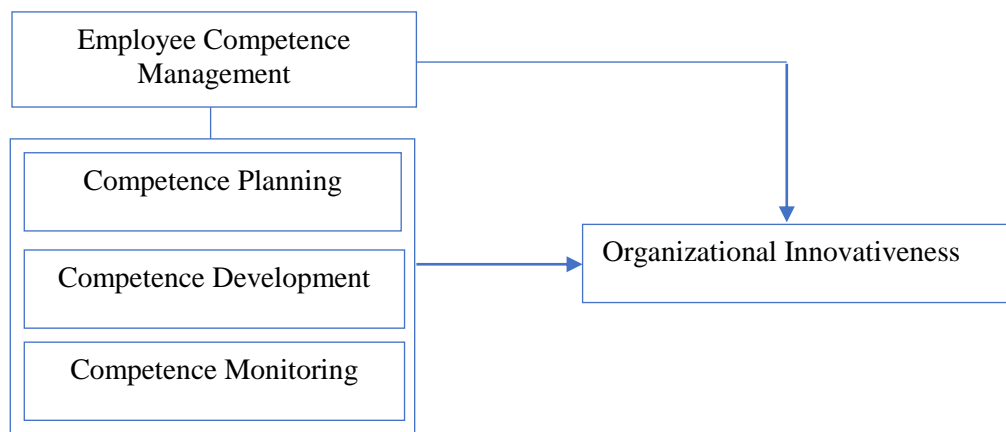 Employee Competence
Management
Competence Planning
Organizational Innovativeness
Competence Development
Competence Monitoring